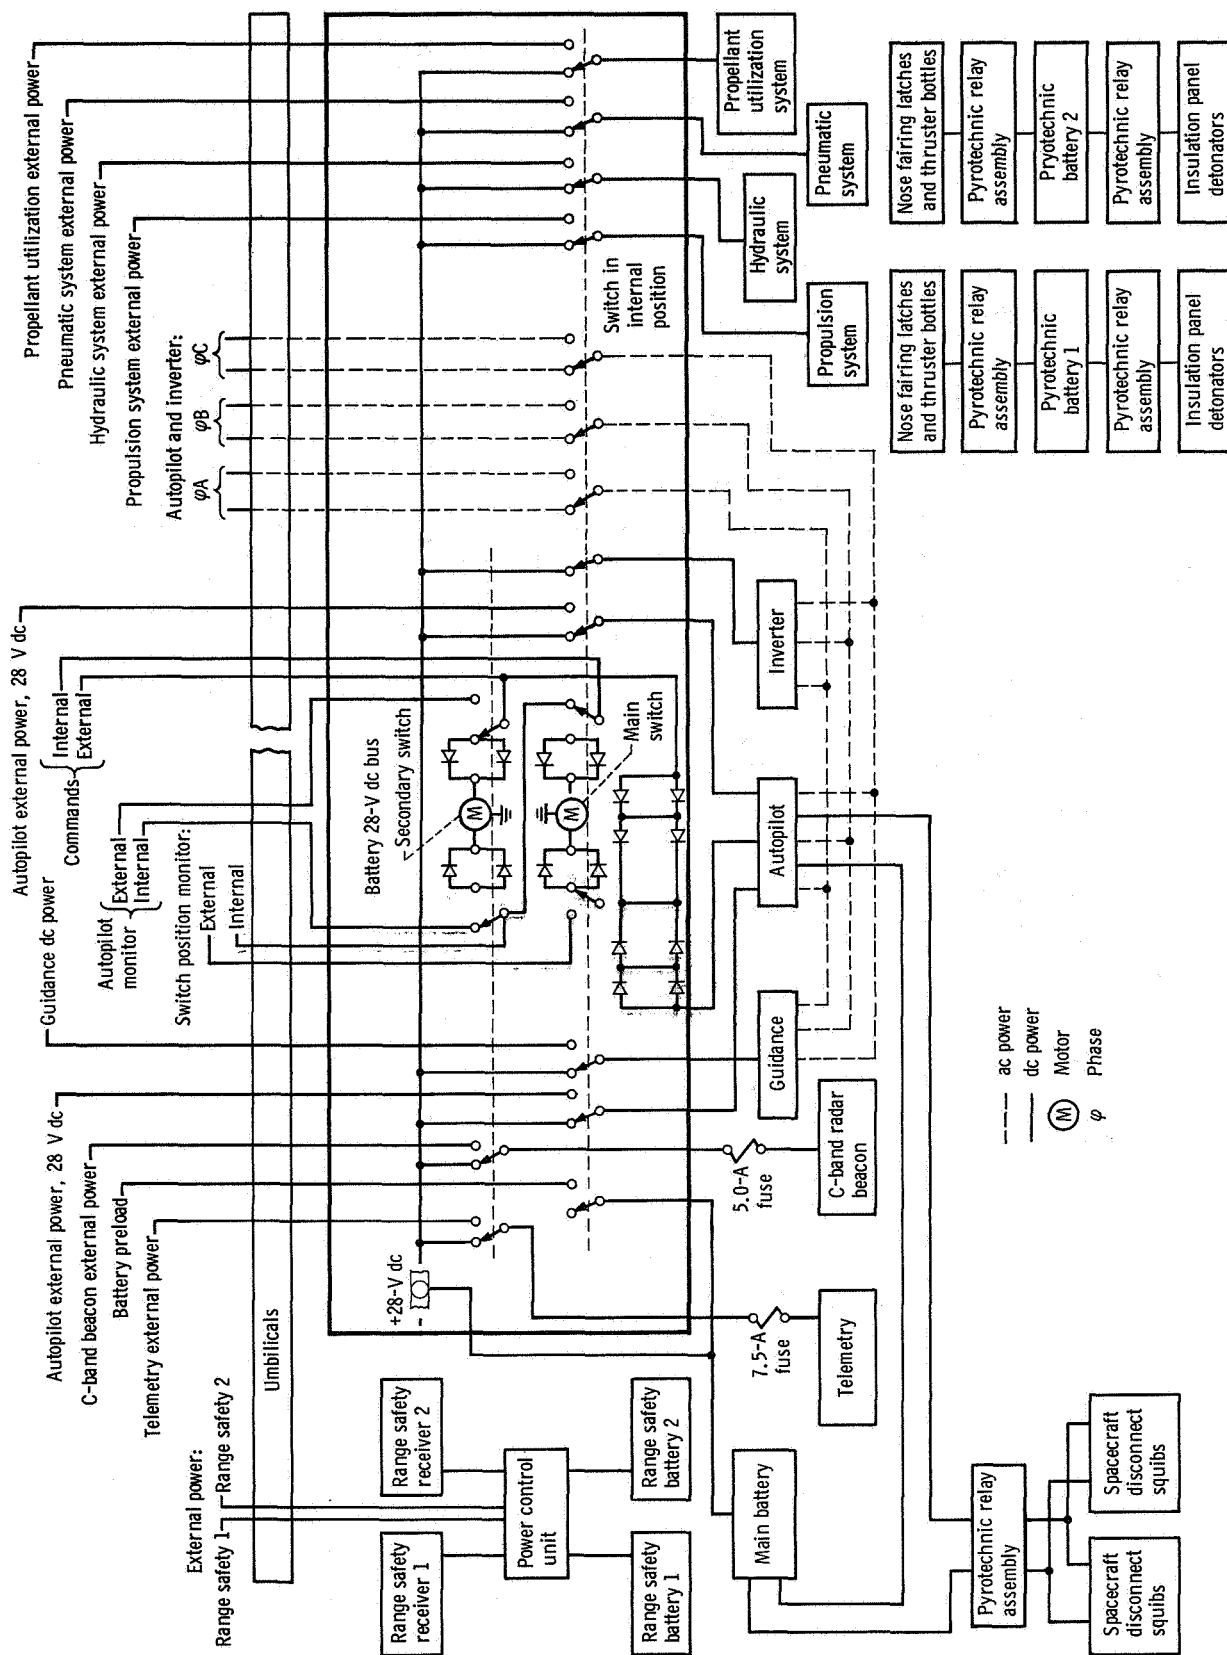 External power:
Range safety 1
Range safety 2
Telemetry external power
Battery preload
C-band beacon external power
Autopilot external power, 28 V dc
Guidance dc power
Switch position monitor:
External
Internal
Autopilot
monitor
External
Internal
Commands
Internal
External
Autopilot external power, 28 V dc
Autopilot and inverter:
φA
φB
φC
Propulsion system external power
Hydraulic system external power
Pneumatic system external power
Propellant utilization external power
Umbilicals
Range safety
receiver 1
Range safety
receiver 2
Power control
unit
Range safety
battery 1
Range safety
battery 2
+28-V dc
Battery 28-V dc bus
Secondary switch
M
M
Main
switch
Switch in
internal
position
Main battery
7.5-A
fuse
Telemetry
5.0-A
fuse
C-band radar
beacon
Guidance
Autopilot
Inverter
Propulsion
system
Hydraulic
system
Pneumatic
system
Propellant
utilization
system
Pyrotechnic relay
assembly
Spacecraft
disconnect
squibs
Spacecraft
disconnect
squibs
ac power
dc power
M Motor
φ Phase
Nose fairing latches
and thruster bottles
Pyrotechnic relay
assembly
Pyrotechnic
battery 1
Pyrotechnic relay
assembly
Insulation panel
detonators
Nose fairing latches
and thruster bottles
Pyrotechnic relay
assembly
Pryotechnic
battery 2
Pyrotechnic relay
assembly
Insulation panel
detonators